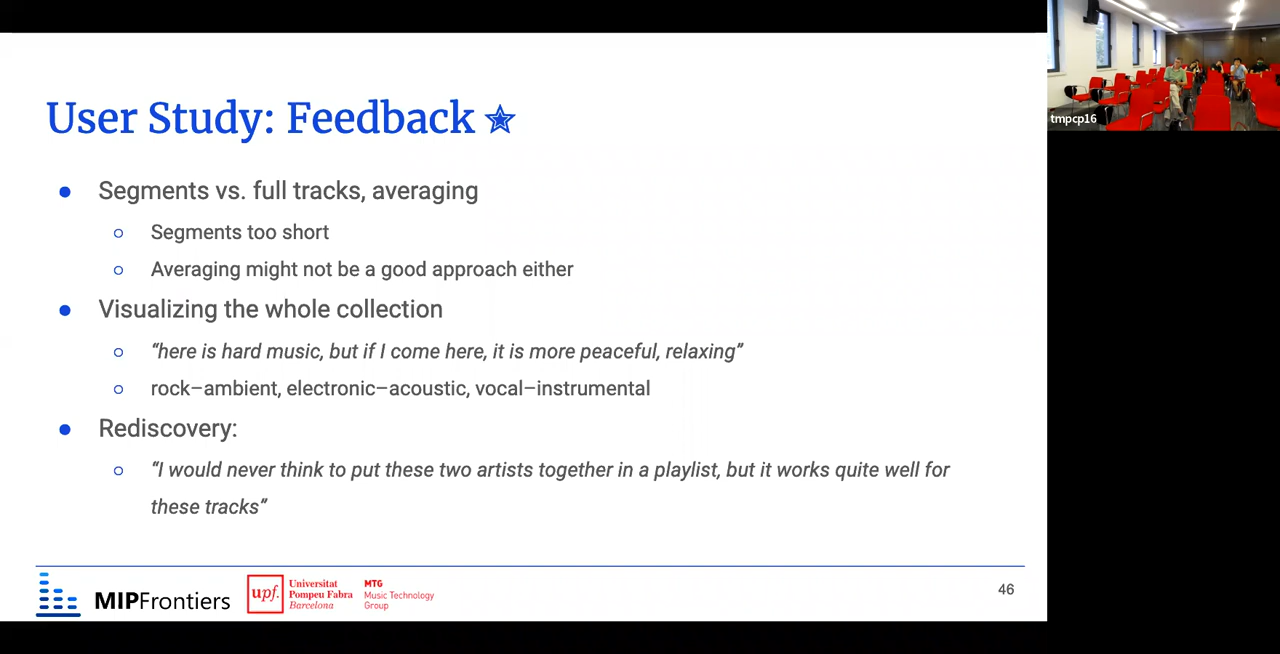 User Study: Feedback
Segments vs. full tracks, averaging
Segments too short
Averaging might not be a good approach either
Visualizing the whole collection
“here is hard music, but if I come here, it is more peaceful, relaxing”
rock–ambient, electronic–acoustic, vocal–instrumental
Rediscovery:
“I would never think to put these two artists together in a playlist, but it works quite well for
these tracks”
MIPFrontiers
upf.
Universitat
Pompeu Fabra
Barcelona
MTG
Music Technology
Group
46
tmpcp16